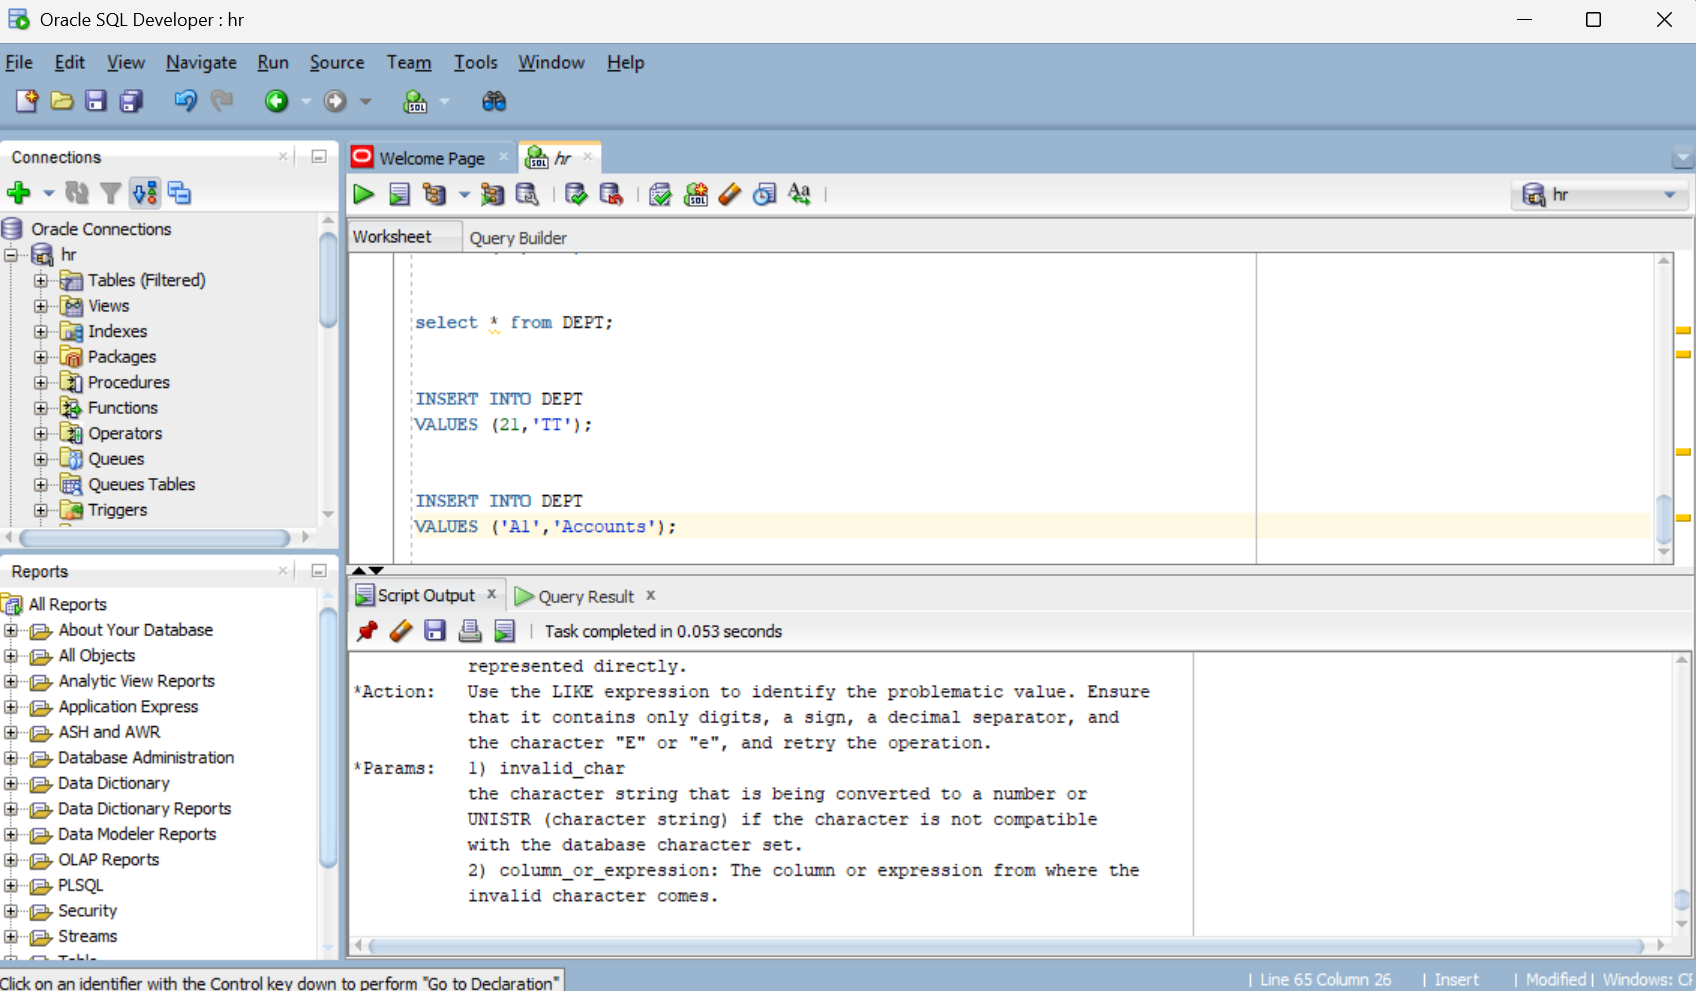 Oracle SQL Developer : hr
File Edit View Navigate Run Source Team Tools Window Help
Connections
Oracle Connections
hr
Tables (Filtered)
Views
Indexes
Packages
Procedures
Functions
Operators
Queues
Queues Tables
Triggers
Reports
All Reports
About Your Database
All Objects
Analytic View Reports
Application Express
ASH and AWR
Database Administration
Data Dictionary
Data Dictionary Reports
Data Modeler Reports
OLAP Reports
PLSQL
Security
Streams
Welcome Page hr
hr
Worksheet Query Builder
select * from DEPT;
INSERT INTO DEPT
VALUES (21,'TT');
INSERT INTO DEPT
VALUES ('A1','Accounts');
Script Output x Query Result x
Task completed in 0.053 seconds
represented directly.
*Action: Use the LIKE expression to identify the problematic value. Ensure
that it contains only digits, a sign, a decimal separator, and
the character "E" or "e", and retry the operation.
*Params: 1) invalid_char
the character string that is being converted to a number or
UNISTR (character string) if the character is not compatible
with the database character set.
2) column_or_expression: The column or expression from where the
invalid character comes.
Click on an identifier with the Control key down to perform "Go to Declaration"
| Line 65 Column 26 | Insert | Modified | Windows: